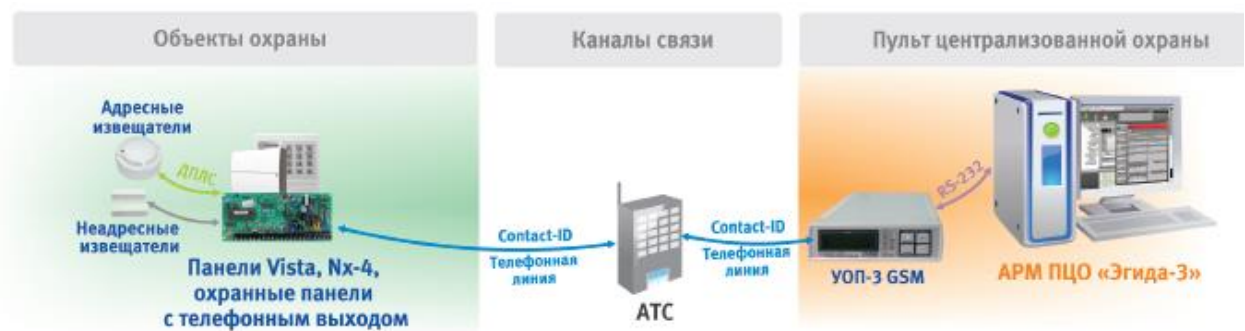 Объекты охраны
Каналы связи
Пульт централизованной охраны
Адресные
извещатели
ДПЛС
Неадресные
извещатели
Панели Vista, Nx-4,
охранные панели
с телефонным выходом
Contact-ID
Телефонная
линия
АТС
Contact-ID
Телефонная
линия
УОП-3 GSM
RS-232
АРМ ПЦО «Эгида-3»